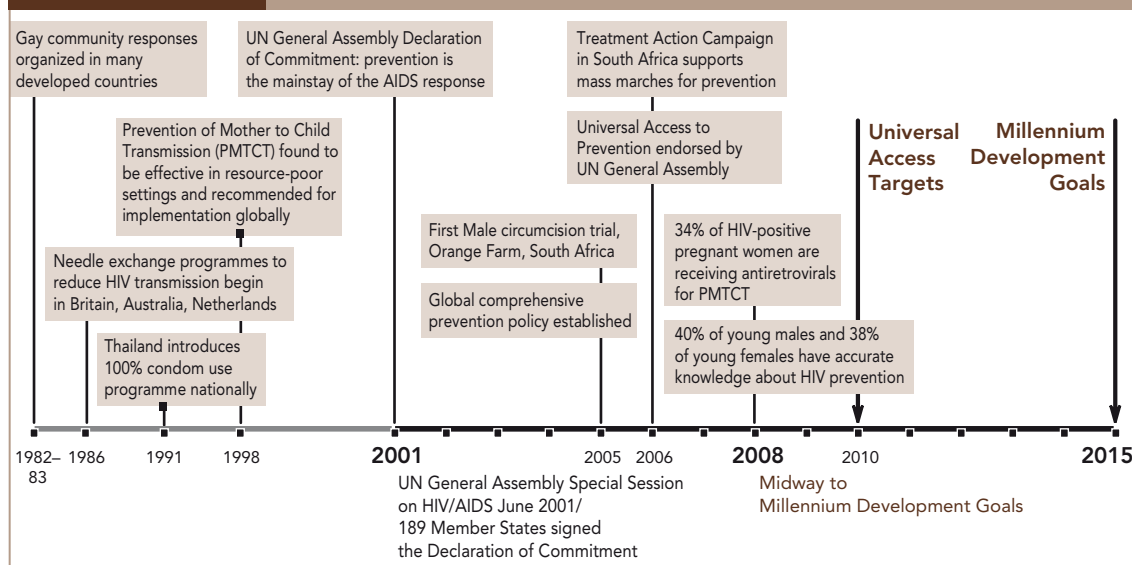 Gay community responses
organized in many
developed countries
UN General Assembly Declaration
of Commitment: prevention is
the mainstay of the AIDS response
Treatment Action Campaign
in South Africa supports
mass marches for prevention
Prevention of Mother to Child
Transmission (PMTCT) found to
be effective in resource-poor
settings and recommended for
implementation globally
Universal Access to
Prevention endorsed by
UN General Assembly
Universal
Access
Targets
Millennium
Development
Goals
First Male circumcision trial,
Orange Farm, South Africa
34% of HIV-positive
pregnant women are
receiving antiretrovirals
for PMTCT
Needle exchange programmes to
reduce HIV transmission begin
in Britain, Australia, Netherlands
Global comprehensive
prevention policy established
40% of young males and 38%
of young females have accurate
knowledge about HIV prevention
Thailand introduces
100% condom use
programme nationally
1982–
83
1986
1991
1998
2001
2005
2006
2008
2010
2015
UN General Assembly Special Session
on HIV/AIDS June 2001/
189 Member States signed
the Declaration of Commitment
Midway to
Millennium Development Goals